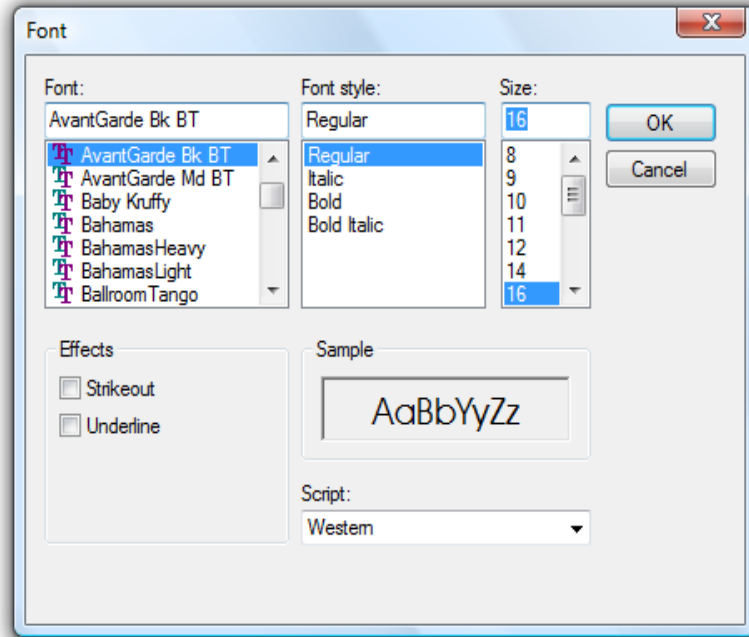 Font
Font:
AvantGarde Bk BT
AvantGarde Bk BT
AvantGarde Md BT
Baby Kruffy
Bahamas
BahamasHeavy
BahamasLight
BallroomTango
Font style:
Regular
Regular
Italic
Bold
Bold Italic
Size:
16
8
9
10
11
12
14
16
OK
Cancel
Effects
Strikeout
Underline
Sample
AaBbYyZz
Script:
Western